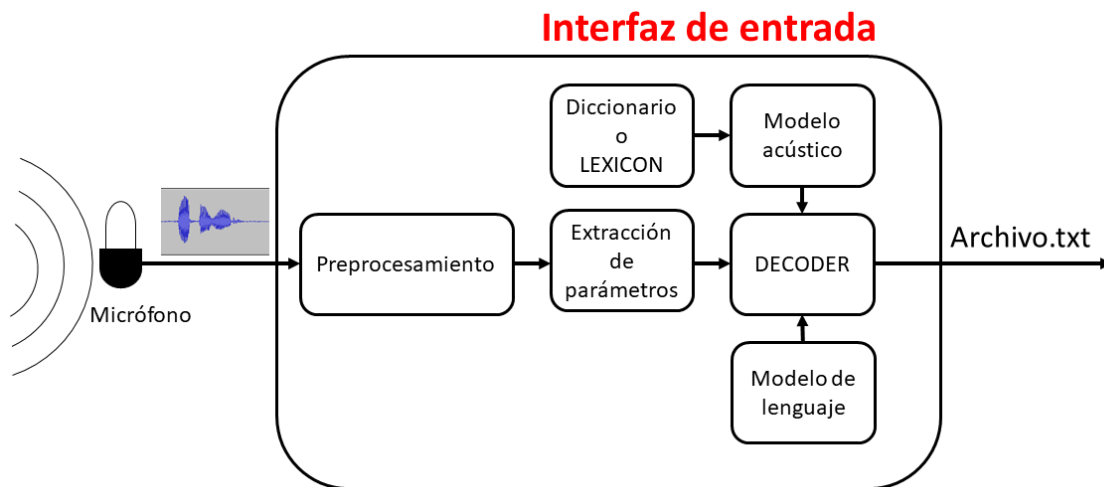 Interfaz de entrada
Diccionario
o
LEXICON
Modelo
acústico
Micrófono
Preprocesamiento
Extracción
de
parámetros
DECODER
Archivo.txt
Modelo de
lenguaje